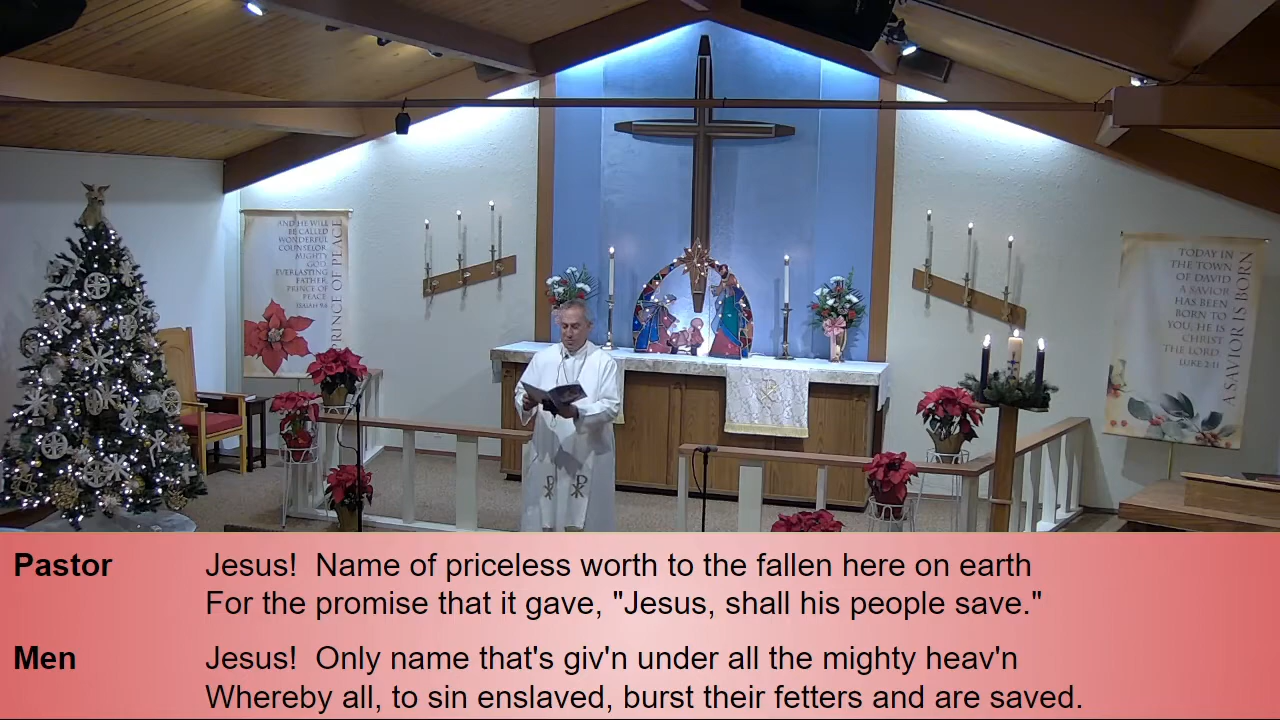 AND HE WILL
BE CALLED
WONDERFUL
COUNSELOR,
MIGHTY
GOD,
EVERLASTING
FATHER,
PRINCE OF
PEACE
ISAIAH 9:6
PRINCE OF PEACE
TODAY IN
THE TOWN
OF DAVID
A SAVIOR
HAS BEEN
BORN TO
YOU; HE IS
CHRIST
THE LORD.
LUKE 2:11
A SAVIOR IS BORN
Pastor Jesus! Name of priceless worth to the fallen here on earth
For the promise that it gave, "Jesus, shall his people save."
Men Jesus! Only name that's giv'n under all the mighty heav'n
Whereby all, to sin enslaved, burst their fetters and are saved.